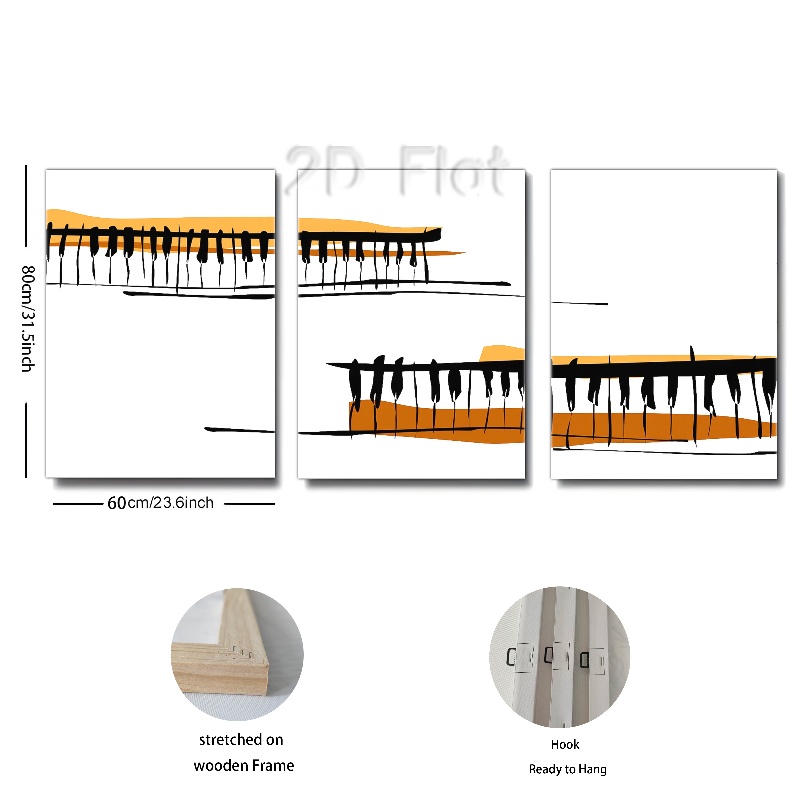 2D Flat
80cm/31.5inch
60cm/23.6inch
stretched on
wooden Frame
Hook
Ready to Hang